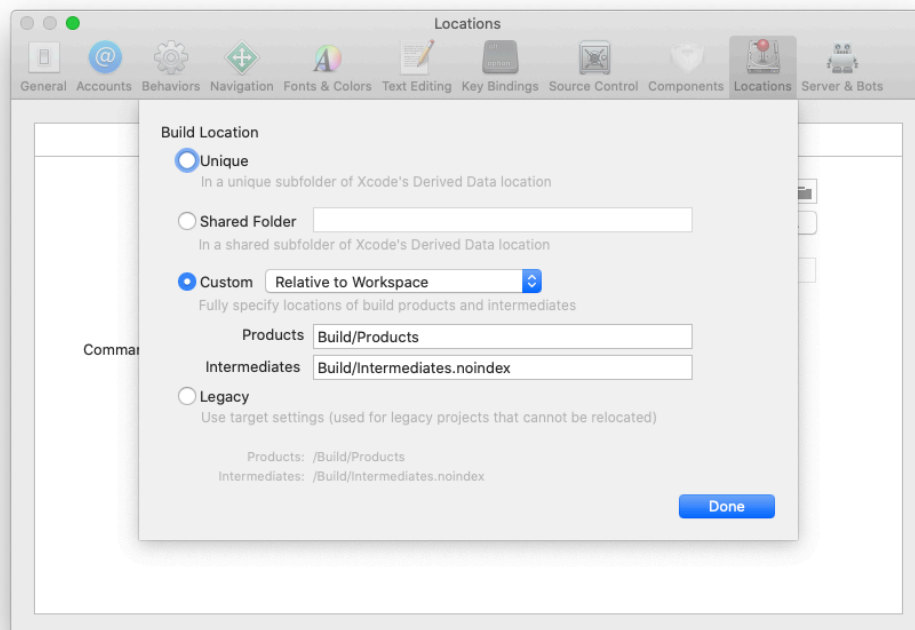 Locations
General Accounts Behaviors Navigation Fonts & Colors Text Editing Key Bindings Source Control Components Locations Server & Bots
Build Location
Unique
In a unique subfolder of Xcode's Derived Data location
Shared Folder
In a shared subfolder of Xcode's Derived Data location
Custom Relative to Workspace
Fully specify locations of build products and intermediates
Products Build/Products
Comman
Intermediates Build/Intermediates.noindex
Legacy
Use target settings (used for legacy projects that cannot be relocated)
Products: /Build/Products
Intermediates: /Build/Intermediates.noindex
Done